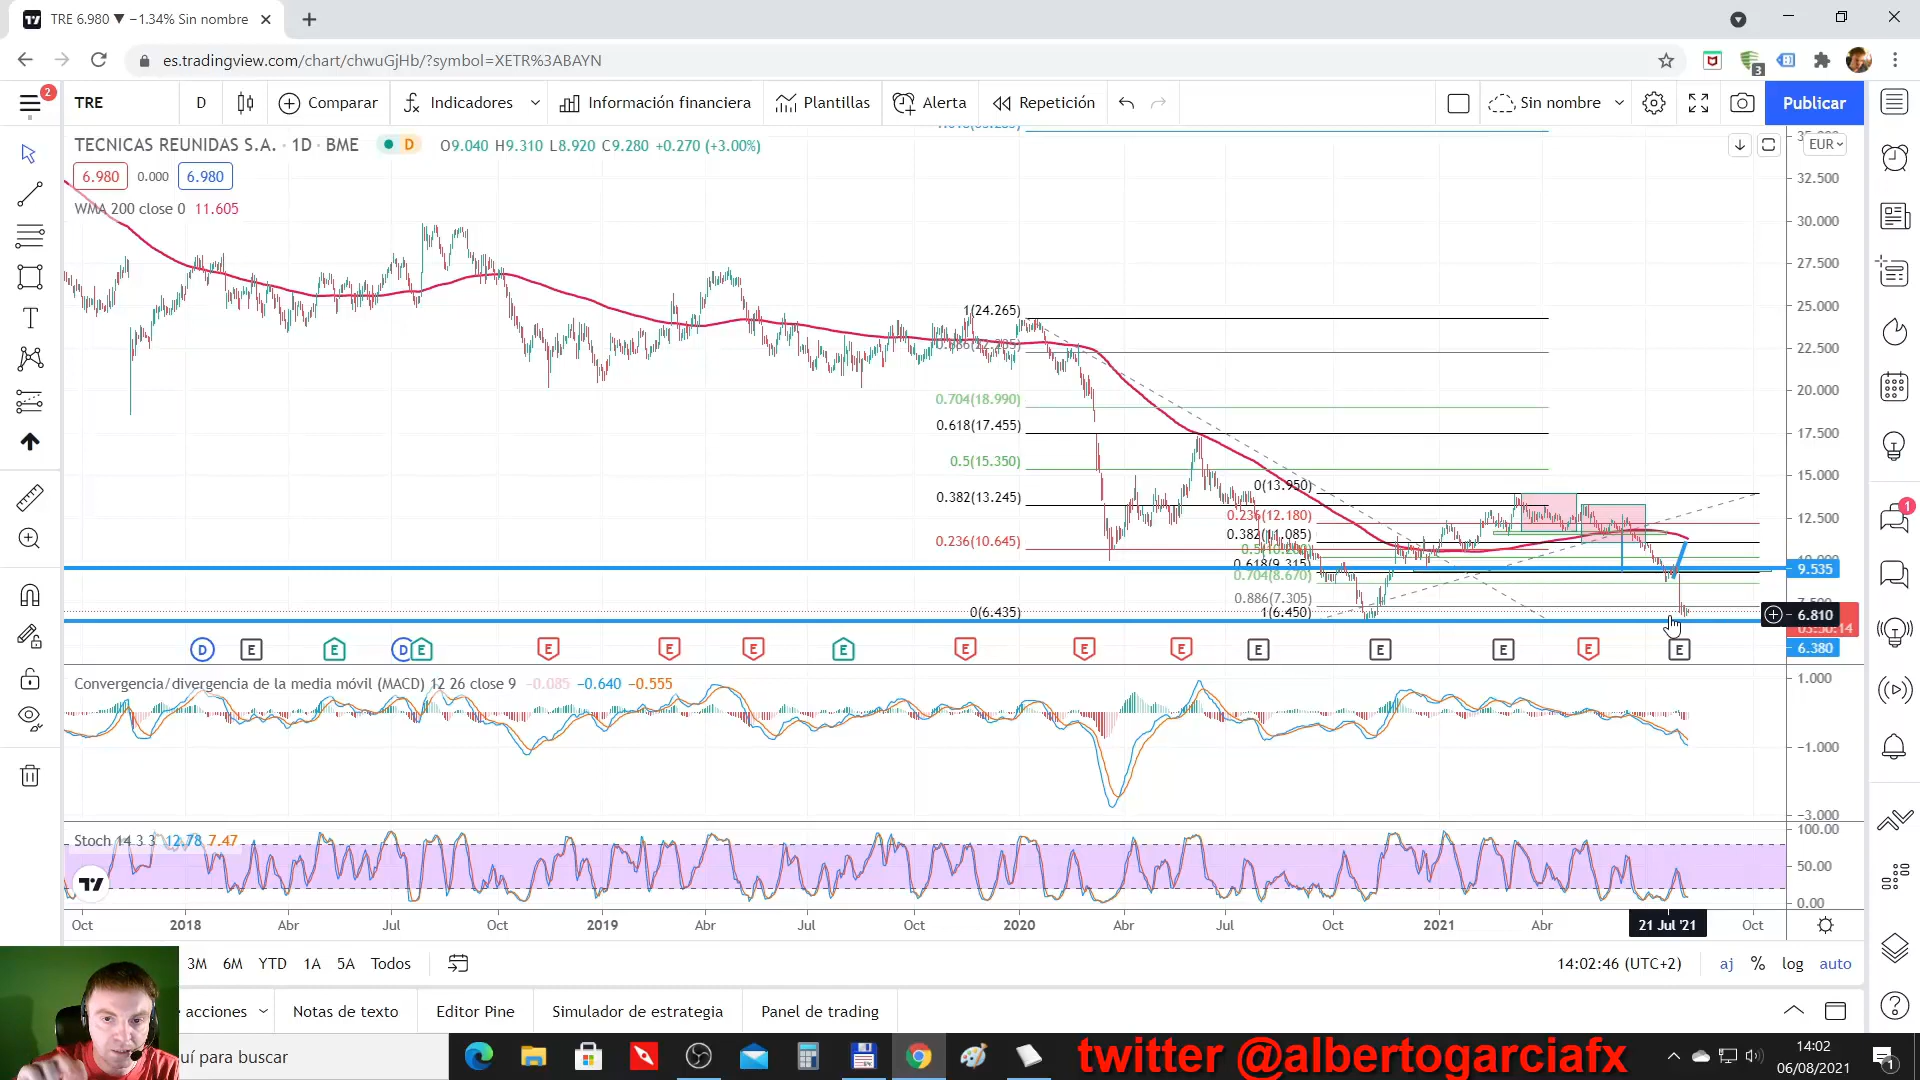 TRE 6.980 ▼ −1.34% Sin nombre
es.tradingview.com/chart/chwuGjHb/?symbol=XETR%3ABAYN
3
2
TRE
D
Comparar
Indicadores
Información financiera
Plantillas
Alerta
Repetición
Sin nombre
Publicar
TECNICAS REUNIDAS S.A. · 1D · BME
D
O9.040 H9.310 L8.920 C9.280 +0.270 (+3.00%)
EUR
6.980
0.000
6.980
WMA 200 close 0 11.605
32.500
30.000
27.500
25.000
22.500
20.000
17.500
15.000
12.500
1(24.265)
0.704(18.990)
0.618(17.455)
0.5(15.350)
0.382(13.245)
0.236(10.645)
0(6.435)
0(13.950)
0.236(12.180)
0.382(11.085)
0.618(9.315)
0.704(8.670)
0.886(7.305)
1(6.450)
9.535
6.810
6.380
D
E
E
D
E
E
E
E
E
E
E
E
E
E
E
E
E
Convergencia/divergencia de la media móvil (MACD) 12 26 close 9 −0.085 −0.640 −0.555
1.000
−1.000
−3.000
Stoch 14 3 3 12.78 7.47
100.00
50.00
0.00
Oct
2018
Abr
Jul
Oct
2019
Abr
Jul
Oct
2020
Abr
Jul
Oct
2021
Abr
21 Jul '21
Oct
1
3M
6M
YTD
1A
5A
Todos
14:02:46 (UTC+2)
aj
%
log
auto
acciones
Notas de texto
Editor Pine
Simulador de estrategia
Panel de trading
uí para buscar
twitter @albertogarciafx
14:02
06/08/2021
1